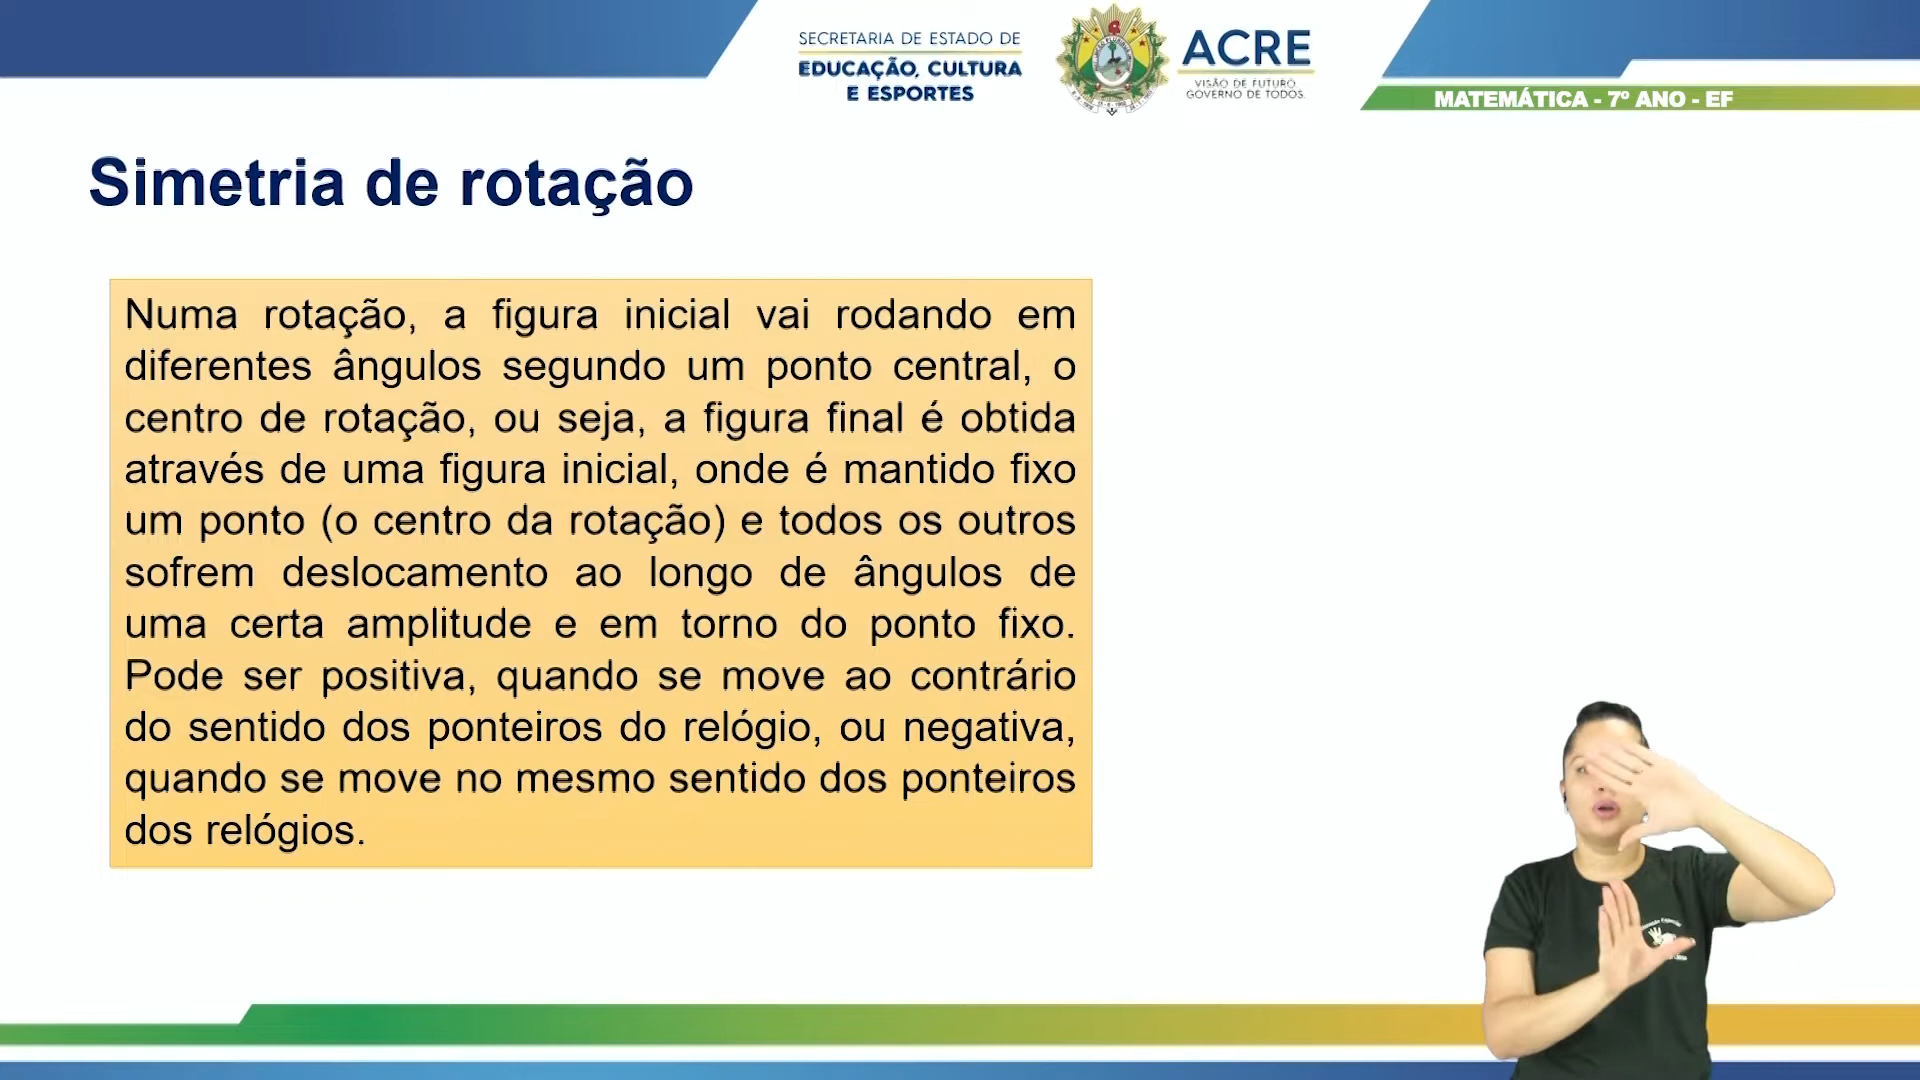 SECRETARIA DE ESTADO DE
EDUCAÇÃO, CULTURA
E ESPORTES
ACRE
VISÃO DE FUTURO.
GOVERNO DE TODOS.
MATEMÁTICA - 7º ANO - EF
Simetria de rotação
Numa rotação, a figura inicial vai rodando em
diferentes ângulos segundo um ponto central, o
centro de rotação, ou seja, a figura final é obtida
através de uma figura inicial, onde é mantido fixo
um ponto (o centro da rotação) e todos os outros
sofrem deslocamento ao longo de ângulos de
uma certa amplitude e em torno do ponto fixo.
Pode ser positiva, quando se move ao contrário
do sentido dos ponteiros do relógio, ou negativa,
quando se move no mesmo sentido dos ponteiros
dos relógios.